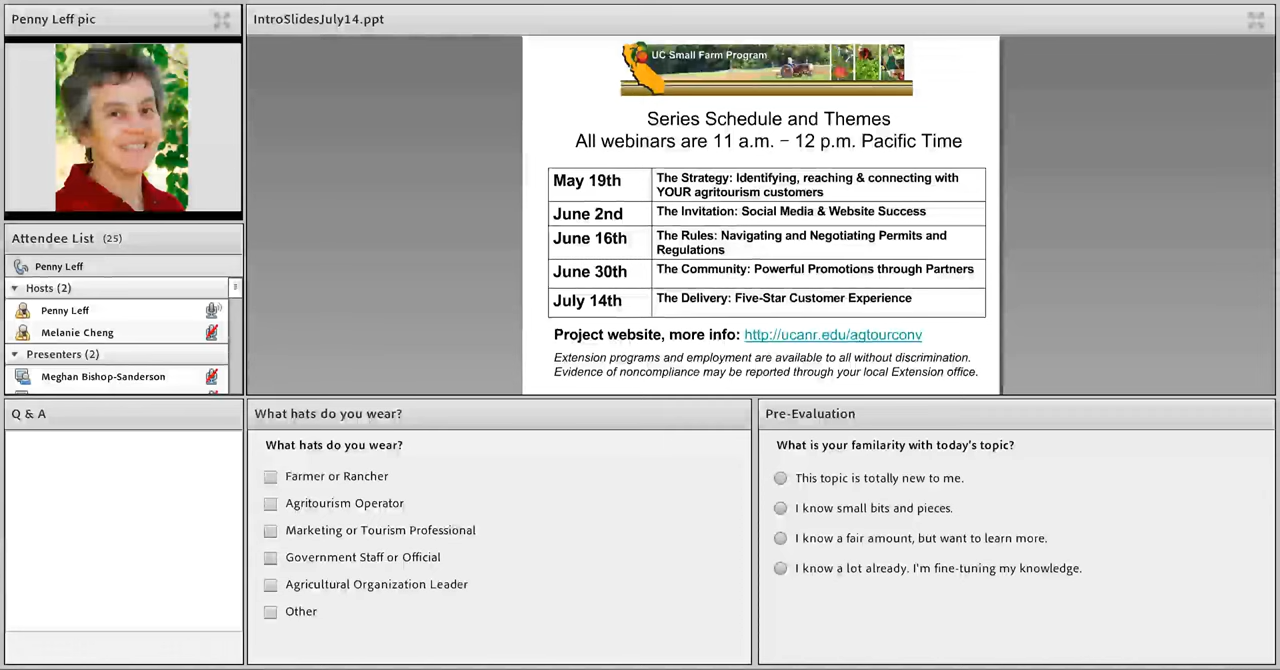 Penny Leff pic
IntroSlidesJuly14.ppt
UC Small Farm Program
Series Schedule and Themes
All webinars are 11 a.m. – 12 p.m. Pacific Time
May 19th
The Strategy: Identifying, reaching & connecting with
YOUR agritourism customers
June 2nd
The Invitation: Social Media & Website Success
June 16th
The Rules: Navigating and Negotiating Permits and
Regulations
June 30th
The Community: Powerful Promotions through Partners
July 14th
The Delivery: Five-Star Customer Experience
Project website, more info: http://ucanr.edu/agtourconv
Extension programs and employment are available to all without discrimination.
Evidence of noncompliance may be reported through your local Extension office.
Attendee List (25)
Penny Leff
Hosts (2)
Penny Leff
Melanie Cheng
Presenters (2)
Meghan Bishop-Sanderson
Q & A
What hats do you wear?
What hats do you wear?
Farmer or Rancher
Agritourism Operator
Marketing or Tourism Professional
Government Staff or Official
Agricultural Organization Leader
Other
Pre-Evaluation
What is your familarity with today's topic?
This topic is totally new to me.
I know small bits and pieces.
I know a fair amount, but want to learn more.
I know a lot already. I'm fine-tuning my knowledge.